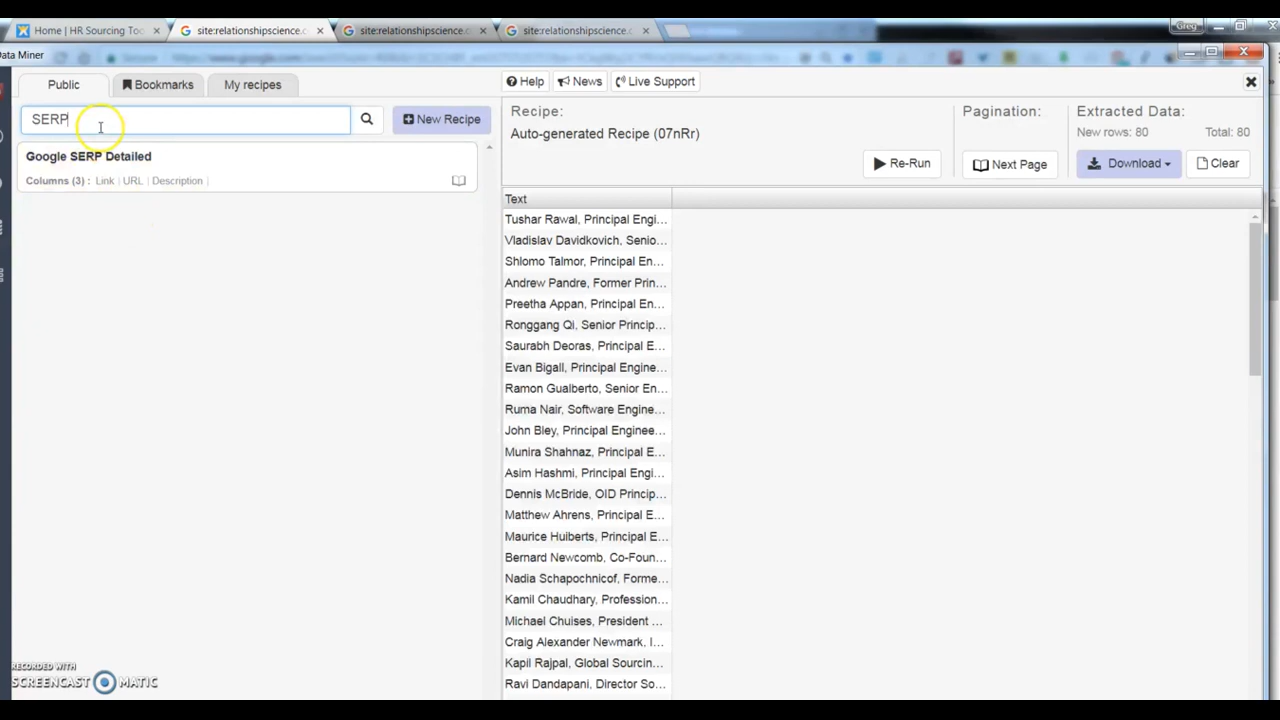 Home | HR Sourcing Too
site:relationshipscience.c
site:relationshipscience.c
site:relationshipscience.c
Greg
Data Miner
Public
Bookmarks
My recipes
Help
News
Live Support
SERP
New Recipe
Recipe:
Auto-generated Recipe (07nRr)
Pagination:
Extracted Data:
New rows: 80
Total: 80
Re-Run
Next Page
Download
Clear
Google SERP Detailed
Columns (3) : Link | URL | Description |
Text
Tushar Rawal, Principal Engi...
Vladislav Davidkovich, Senio...
Shlomo Talmor, Principal En...
Andrew Pandre, Former Prin...
Preetha Appan, Principal En...
Ronggang Qi, Senior Princip...
Saurabh Deoras, Principal E...
Evan Bigall, Principal Enginee...
Ramon Gualberto, Senior En...
Ruma Nair, Software Enginee...
John Bley, Principal Enginee...
Munira Shahnaz, Principal E...
Asim Hashmi, Principal Engi...
Dennis McBride, OID Princip...
Matthew Ahrens, Principal E...
Maurice Huiberts, Principal E...
Bernard Newcomb, Co-Foun...
Nadia Schapochnicof, Forme...
Kamil Chaudhary, Profession...
Michael Chuises, President ...
Craig Alexander Newmark, I...
Kapil Rajpal, Global Sourcin...
Ravi Dandapani, Director So...
RECORDED WITH
SCREENCAST MATIC